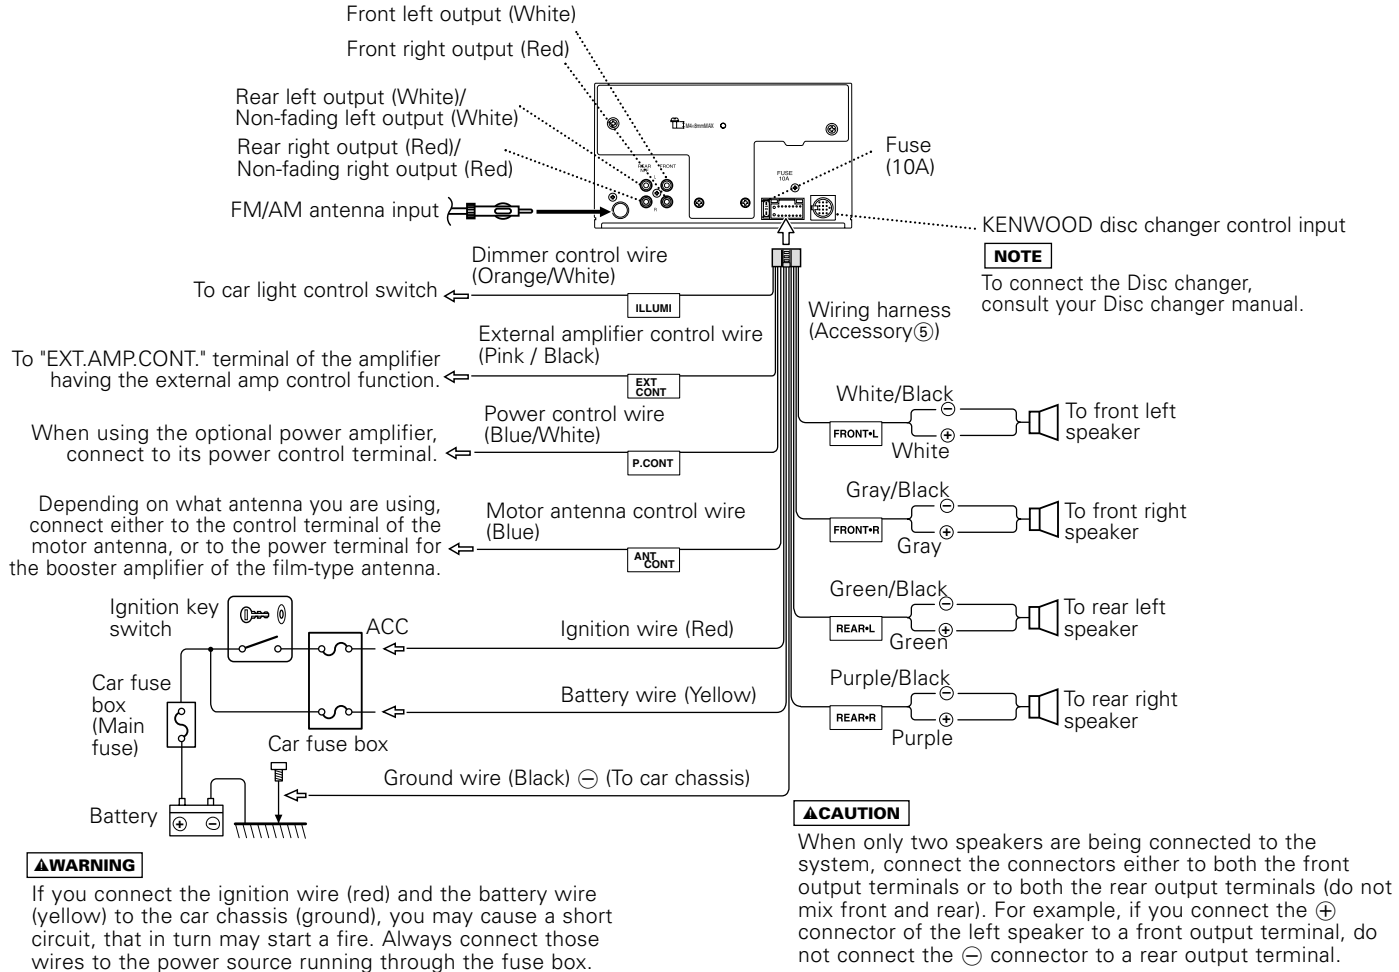 Front left output (White)
Front right output (Red)
Rear left output (White)/
Non-fading left output (White)
Rear right output (Red)/
Non-fading right output (Red)
FM/AM antenna input
REAR
FRONT
L
R
FUSE
10A
Fuse
(10A)
KENWOOD disc changer control input
NOTE
To connect the Disc changer,
consult your Disc changer manual.
Dimmer control wire
(Orange/White)
To car light control switch
ILLUMI
Wiring harness
(Accessory⑤)
External amplifier control wire
(Pink / Black)
To "EXT.AMP.CONT." terminal of the amplifier
having the external amp control function.
EXT
CONT
Power control wire
(Blue/White)
When using the optional power amplifier,
connect to its power control terminal.
P.CONT
Motor antenna control wire
(Blue)
Depending on what antenna you are using,
connect either to the control terminal of the
motor antenna, or to the power terminal for
the booster amplifier of the film-type antenna.
ANT
CONT
White/Black
⊖
FRONT•L
⊕
White
To front left
speaker
Gray/Black
⊖
FRONT•R
⊕
Gray
To front right
speaker
Green/Black
⊖
REAR•L
⊕
Green
To rear left
speaker
Purple/Black
⊖
REAR•R
⊕
Purple
To rear right
speaker
Ignition key
switch
ACC
Ignition wire (Red)
Car fuse
box
(Main
fuse)
Battery wire (Yellow)
Car fuse box
Ground wire (Black) ⊖ (To car chassis)
Battery
⊕ ⊖
▲WARNING
If you connect the ignition wire (red) and the battery wire
(yellow) to the car chassis (ground), you may cause a short
circuit, that in turn may start a fire. Always connect those
wires to the power source running through the fuse box.
▲CAUTION
When only two speakers are being connected to the
system, connect the connectors either to both the front
output terminals or to both the rear output terminals (do not
mix front and rear). For example, if you connect the ⊕
connector of the left speaker to a front output terminal, do
not connect the ⊖ connector to a rear output terminal.